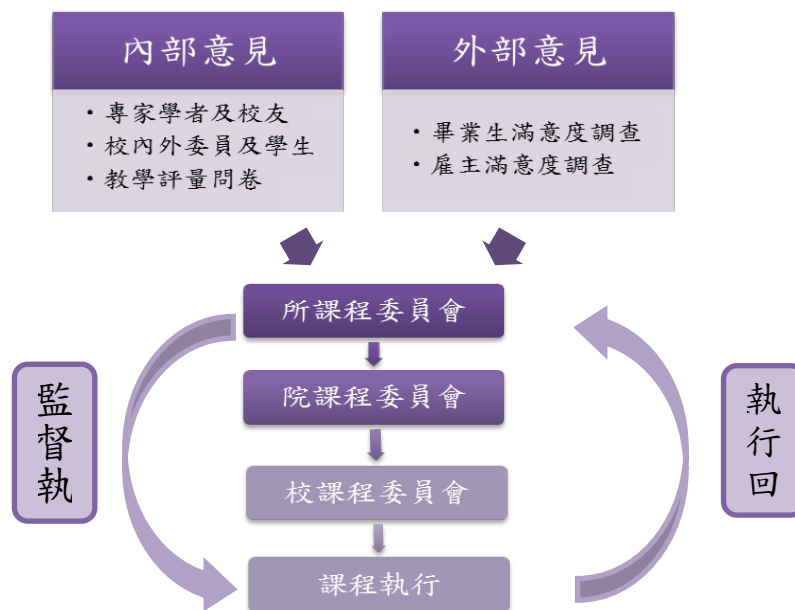 內部意見
・專家學者及校友
・校內外委員及學生
・教學評量問卷
外部意見
・畢業生滿意度調查
・雇主滿意度調查
所課程委員會
院課程委員會
校課程委員會
課程執行
監
督
執
執
行
回